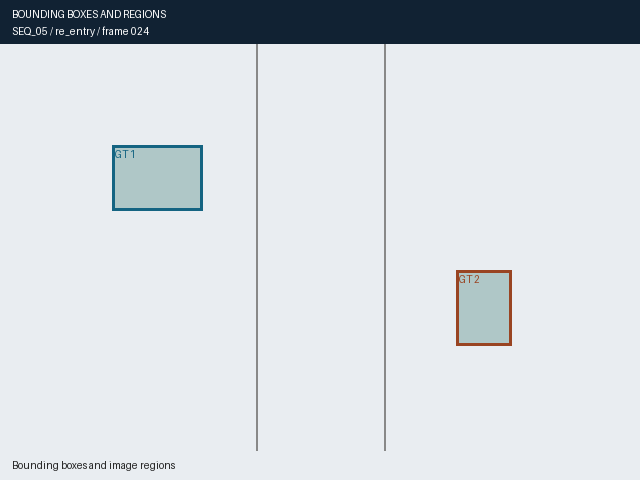 BOUNDING BOXES AND REGIONS
SEQ_05 / re_entry / frame 024
GT1
GT2
Bounding boxes and image regions